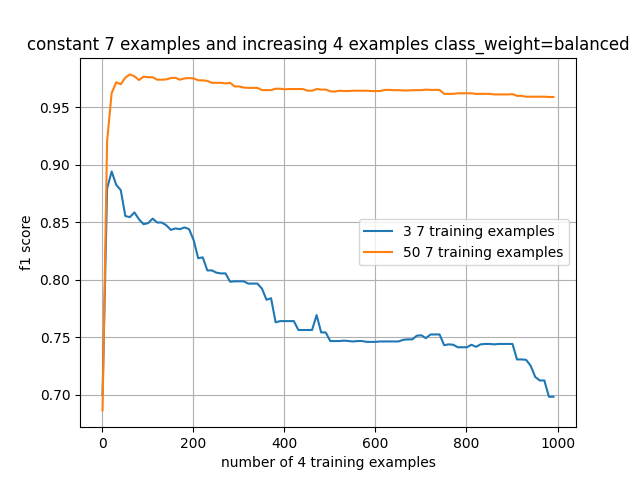 constant 7 examples and increasing 4 examples class_weight=balanced
f1 score
0.95
0.90
0.85
0.80
0.75
0.70
3 7 training examples
50 7 training examples
0 200 400 600 800 1000
number of 4 training examples